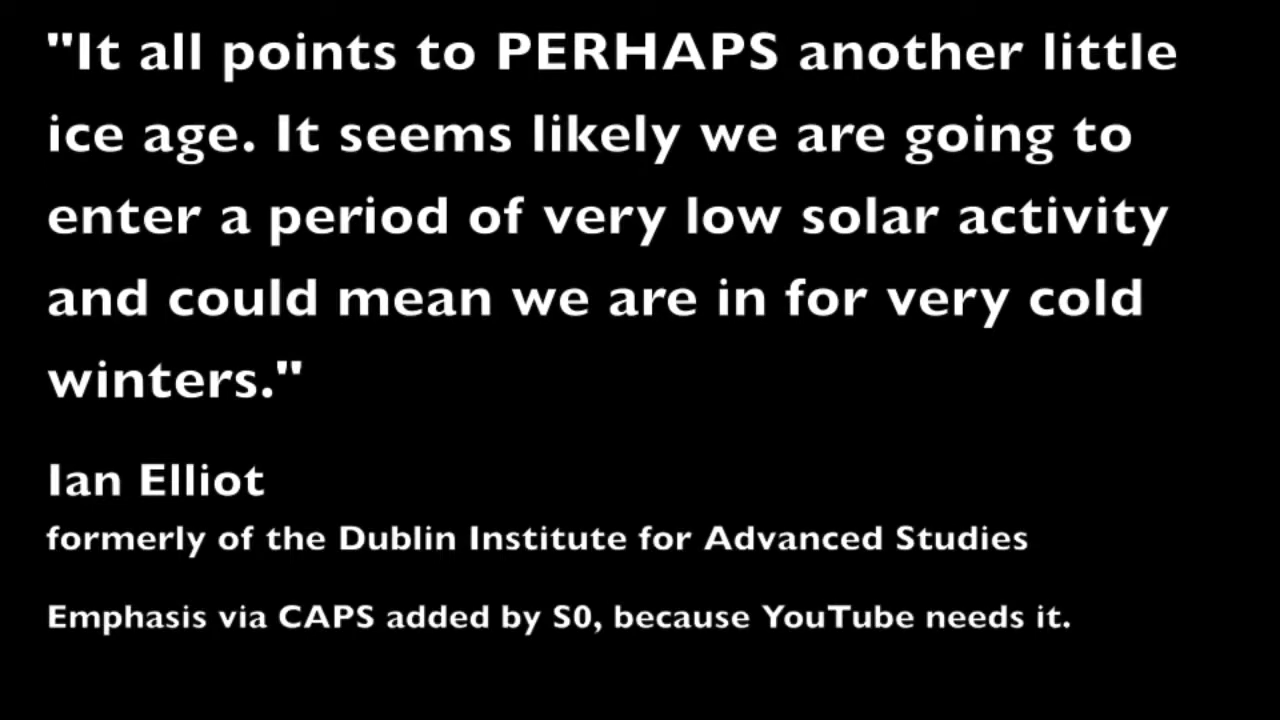 "It all points to PERHAPS another little
ice age. It seems likely we are going to
enter a period of very low solar activity
and could mean we are in for very cold
winters."
Ian Elliot
formerly of the Dublin Institute for Advanced Studies
Emphasis via CAPS added by S0, because YouTube needs it.